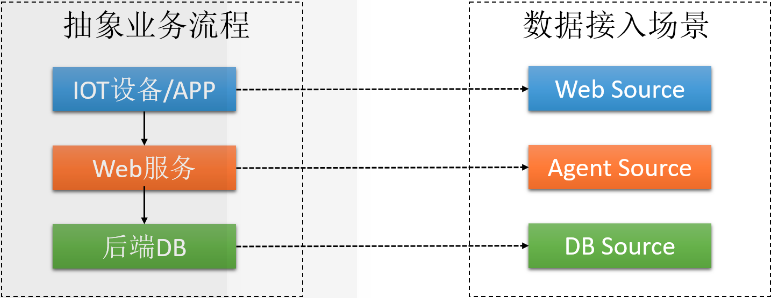 抽象业务流程
数据接入场景
IOT设备/APP
Web Source
Web服务
Agent Source
后端DB
DB Source